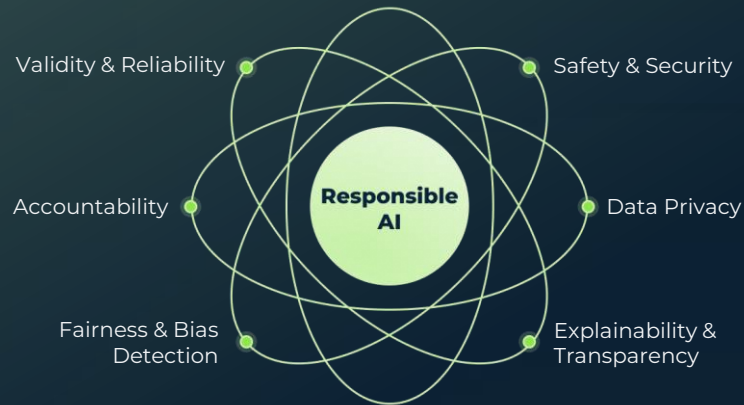 Validity & Reliability
Safety & Security
Accountability
Responsible
AI
Data Privacy
Fairness & Bias
Detection
Explainability &
Transparency